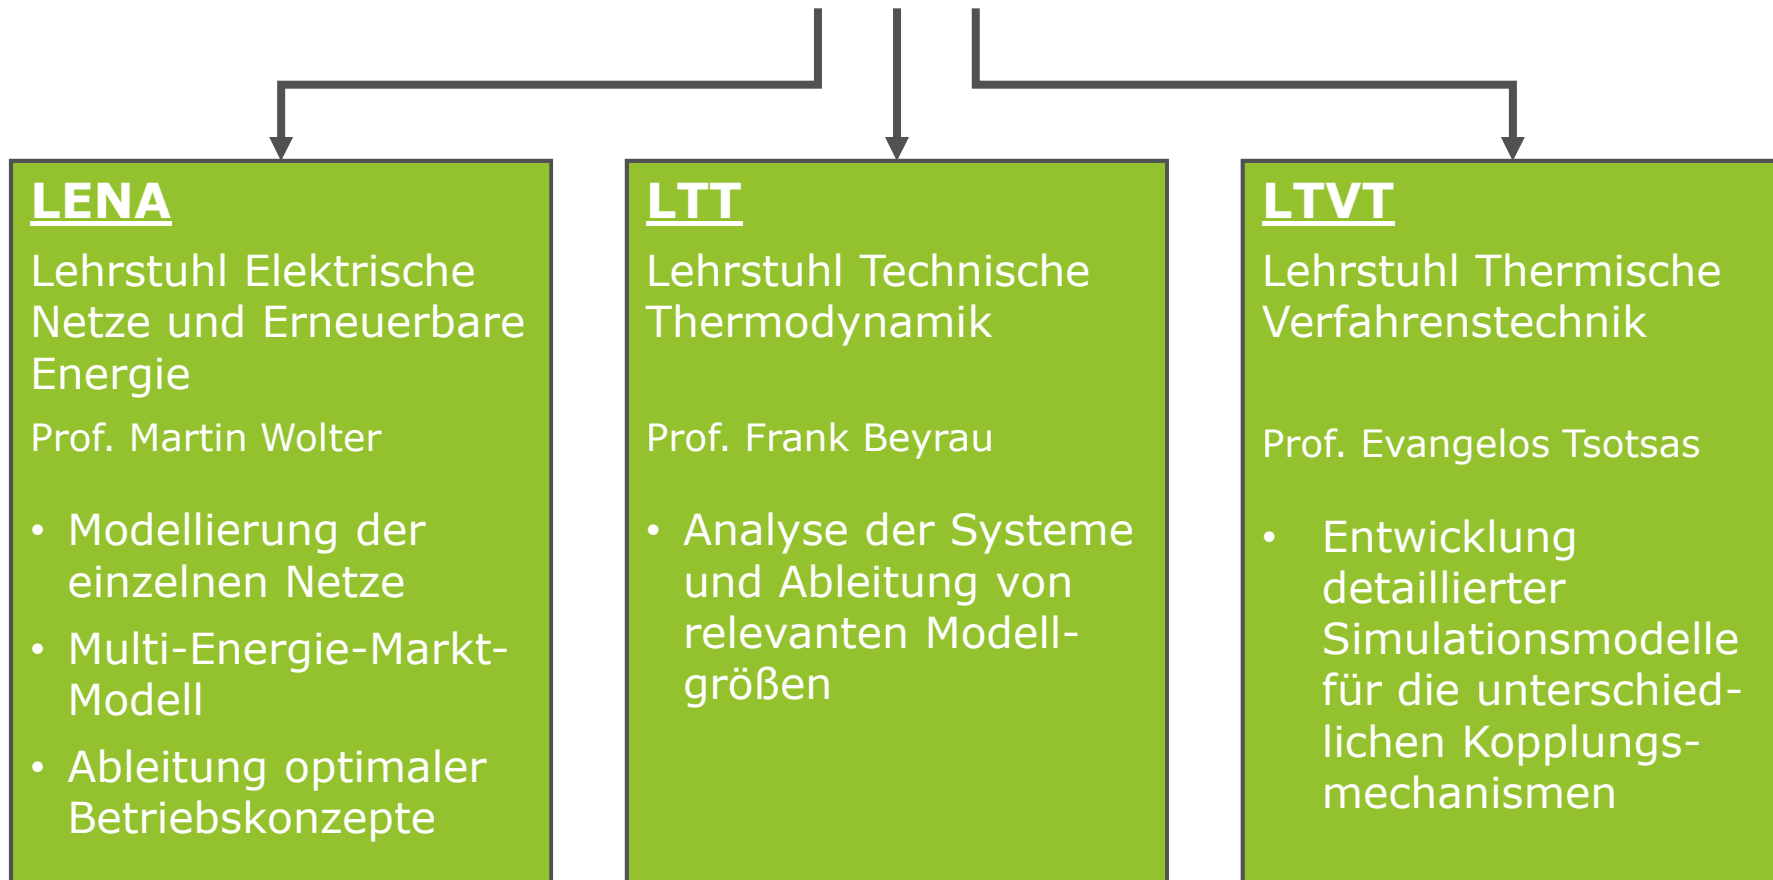 LENA
Lehrstuhl Elektrische
Netze und Erneuerbare
Energie
Prof. Martin Wolter
• Modellierung der
einzelnen Netze
• Multi-Energie-Markt-
Modell
• Ableitung optimaler
Betriebskonzepte
LTT
Lehrstuhl Technische
Thermodynamik
Prof. Frank Beyrau
• Analyse der Systeme
und Ableitung von
relevanten Modell-
größen
LTVT
Lehrstuhl Thermische
Verfahrenstechnik
Prof. Evangelos Tsotsas
• Entwicklung
detaillierter
Simulationsmodelle
für die unterschied-
lichen Kopplungs-
mechanismen